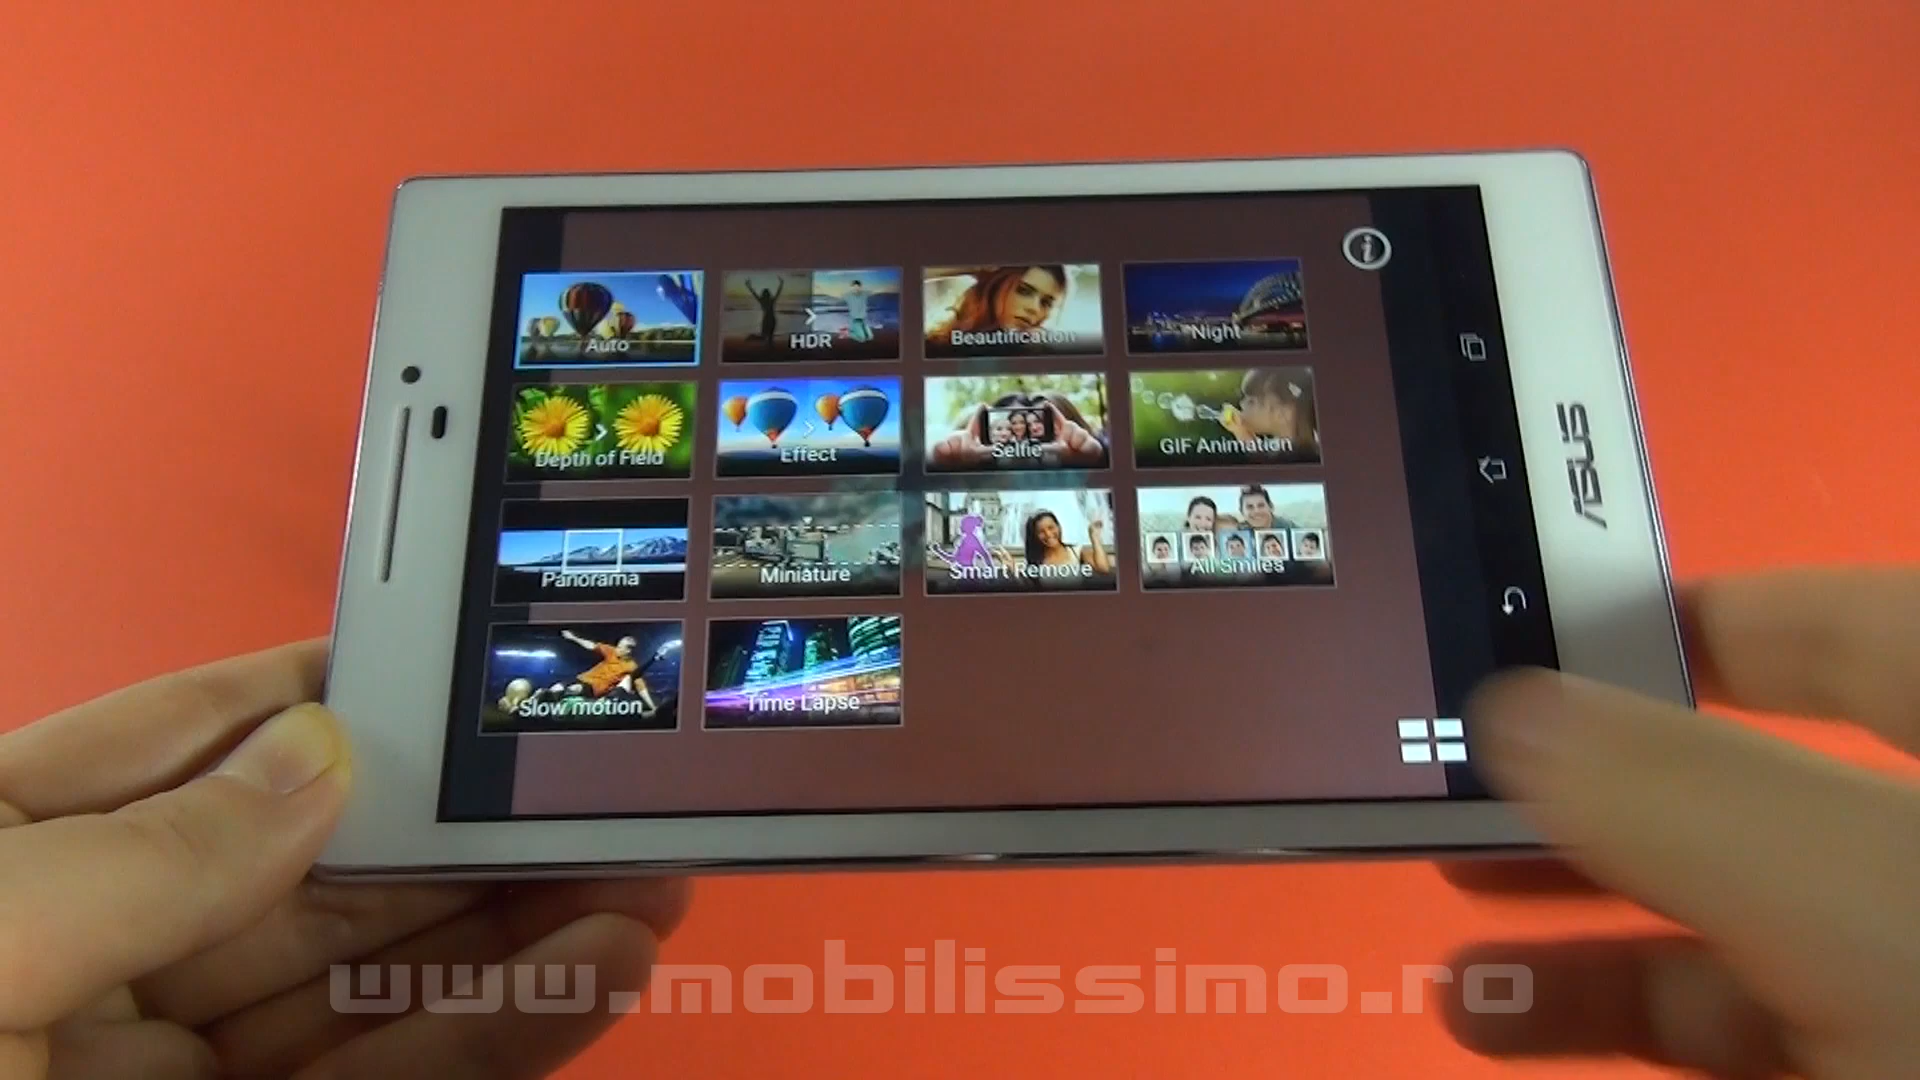 Auto
HDR
Beautification
Night
Depth of Field
Effect
Selfie
GIF Animation
Panorama
Miniature
Smart Remove
All Smiles
Slow motion
Time Lapse
ASUS
www.mobilissimo.ro